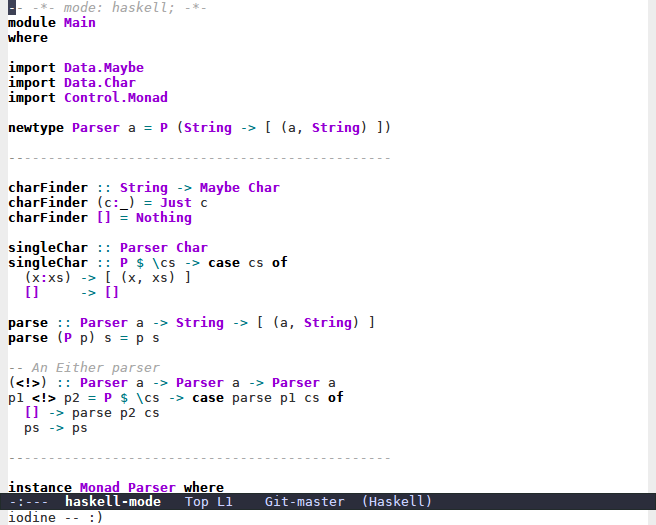 -- -*- mode: haskell; -*-
module Main
where
import Data.Maybe
import Data.Char
import Control.Monad
newtype Parser a = P (String -> [ (a, String) ])
------------------------------------------------
charFinder :: String -> Maybe Char
charFinder (c:_) = Just c
charFinder [] = Nothing
singleChar :: Parser Char
singleChar :: P $ \cs -> case cs of
  (x:xs) -> [ (x, xs) ]
  []     -> []
parse :: Parser a -> String -> [ (a, String) ]
parse (P p) s = p s
-- An Either parser
(<!>) :: Parser a -> Parser a -> Parser a
p1 <!> p2 = P $ \cs -> case parse p1 cs of
  [] -> parse p2 cs
  ps -> ps
------------------------------------------------
instance Monad Parser where
-:---  haskell-mode   Top L1    Git-master  (Haskell)
iodine -- :)